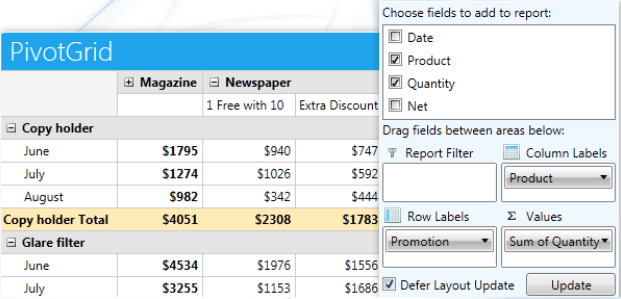 PivotGrid
Magazine Newspaper
1 Free with 10 Extra Discount
Copy holder
June $1795 $940 $747
July $1274 $1026 $592
August $982 $342 $444
Copy holder Total $4051 $2308 $1783
Glare filter
June $4534 $1976 $1556
July $3255 $1153 $1686
Choose fields to add to report:
Date
Product
Quantity
Net
Drag fields between areas below:
Report Filter Column Labels
Product
Row Labels Σ Values
Promotion Sum of Quantity
Defer Layout Update Update